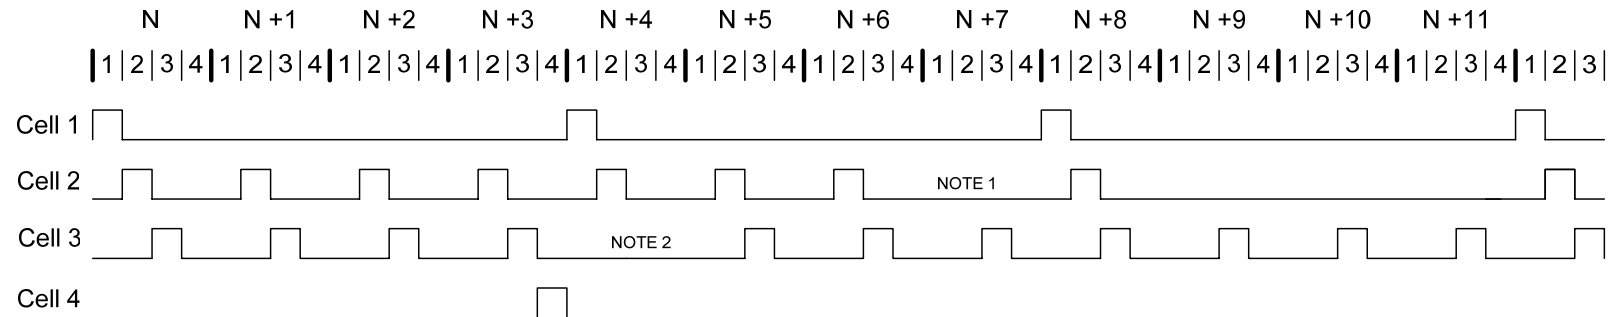 N N +1 N +2 N +3 N +4 N +5 N +6 N +7 N +8 N +9 N +10 N +11
1 2 3 4 1 2 3 4 1 2 3 4 1 2 3 4 1 2 3 4 1 2 3 4 1 2 3 4 1 2 3 4 1 2 3 4 1 2 3 4 1 2 3 4 1 2 3 4 1 2 3
Cell 1
Cell 2 NOTE 1
Cell 3 NOTE 2
Cell 4